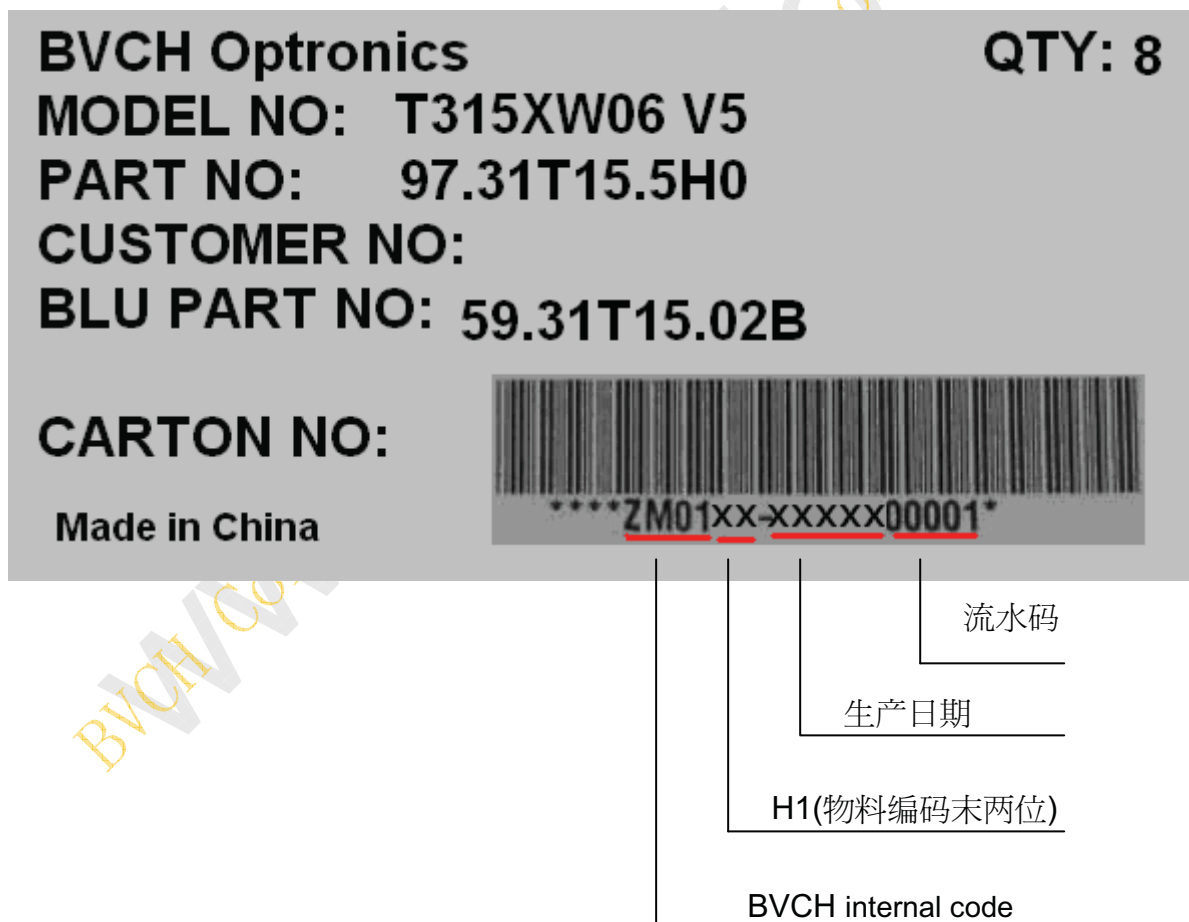 BVCH Optronics QTY: 8
MODEL NO: T315XW06 V5
PART NO: 97.31T15.5H0
CUSTOMER NO:
BLU PART NO: 59.31T15.02B
CARTON NO:
****ZM01XX-XXXXX00001*
Made in China
流水码
生产日期
H1(物料编码末两位)
BVCH internal code
BVCH